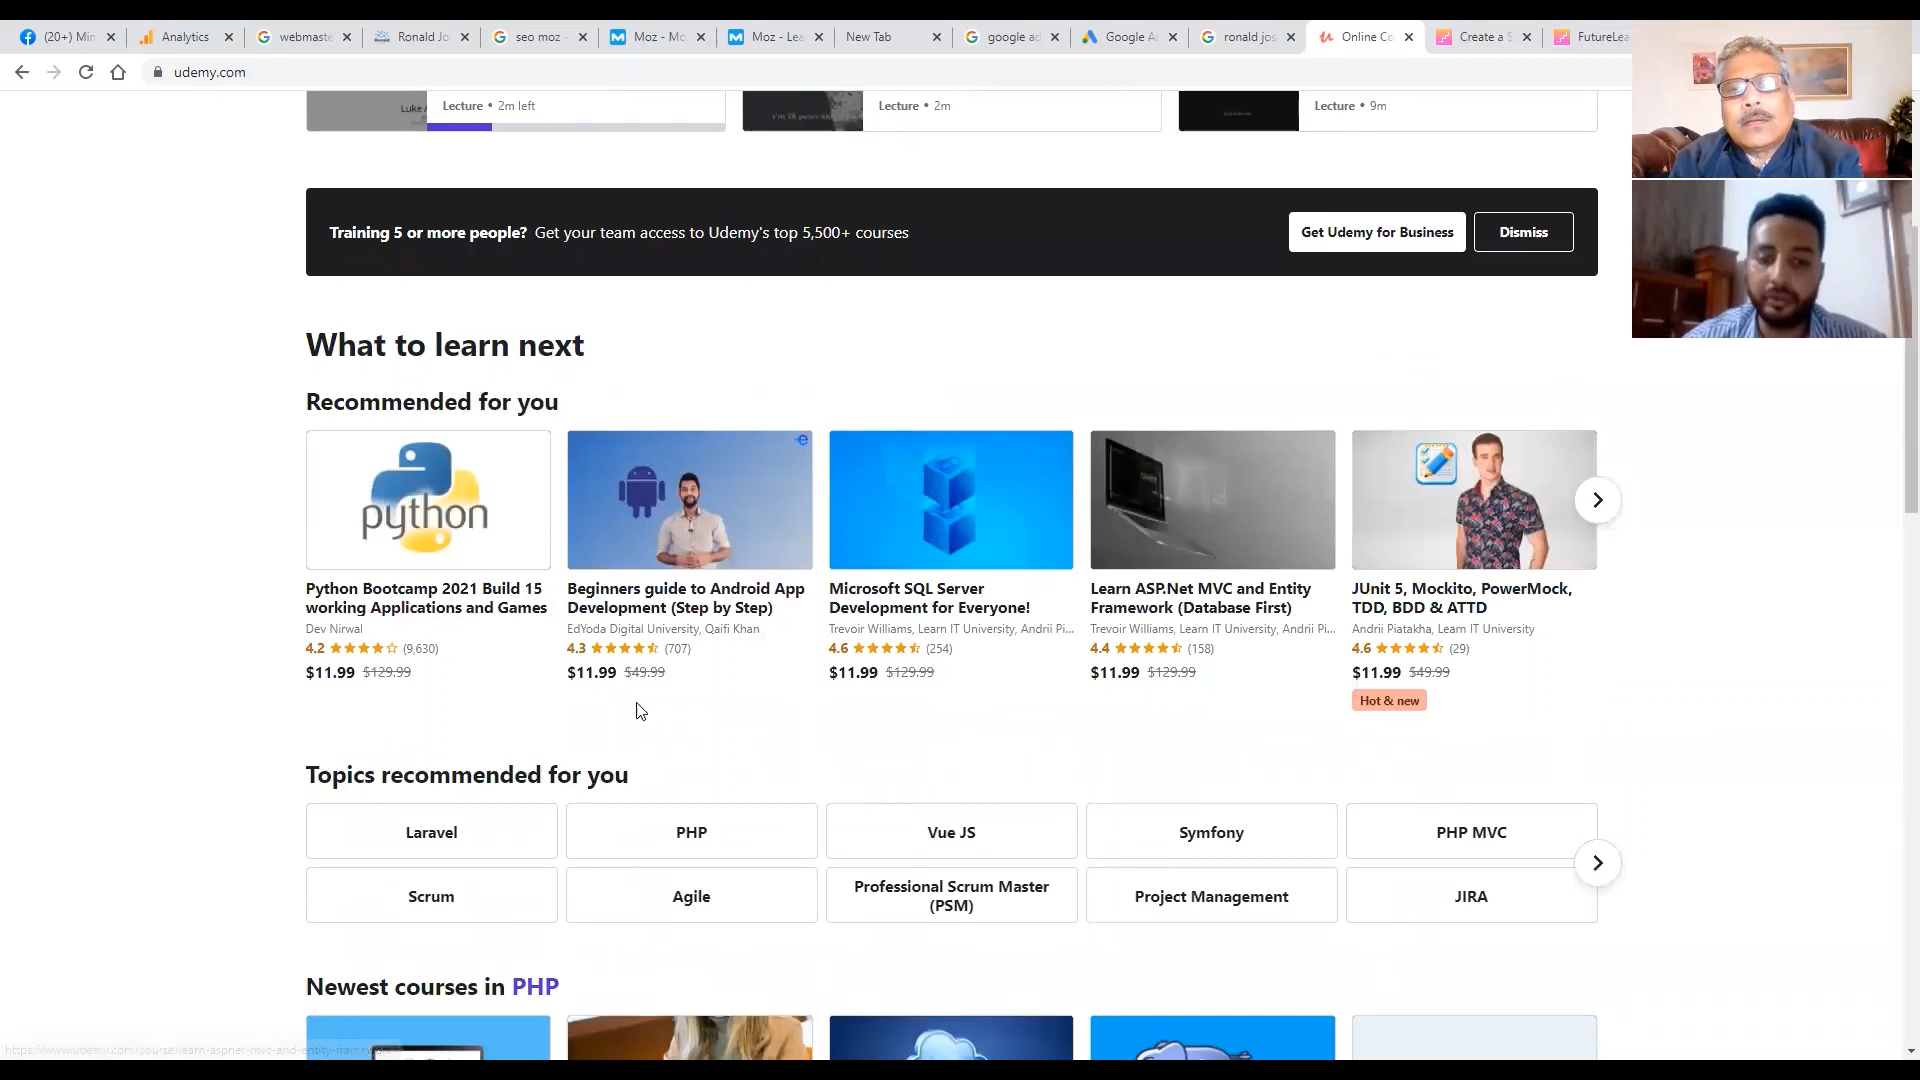 (20+) Min
Analytics
webmaste
Ronald Jo
seo moz -
Moz - Mo
Moz - Lea
New Tab
google ad
Google A
ronald jos
Online Co
Create a S
FutureLea
udemy.com
Luke
Lecture • 2m left
Lecture • 2m
Lecture • 9m
Training 5 or more people? Get your team access to Udemy's top 5,500+ courses
Get Udemy for Business
Dismiss
What to learn next
Recommended for you
python
Python Bootcamp 2021 Build 15
working Applications and Games
Dev Nirwal
4.2 (9,630)
$11.99 $129.99
Beginners guide to Android App
Development (Step by Step)
EdYoda Digital University, Qaifi Khan
4.3 (707)
$11.99 $49.99
Microsoft SQL Server
Development for Everyone!
Trevoir Williams, Learn IT University, Andrii Pi...
4.6 (254)
$11.99 $129.99
Learn ASP.Net MVC and Entity
Framework (Database First)
Trevoir Williams, Learn IT University, Andrii Pi...
4.4 (158)
$11.99 $129.99
JUnit 5, Mockito, PowerMock,
TDD, BDD & ATTD
Andrii Piatakha, Learn IT University
4.6 (29)
$11.99 $49.99
Hot & new
Topics recommended for you
Laravel
PHP
Vue JS
Symfony
PHP MVC
Scrum
Agile
Professional Scrum Master
(PSM)
Project Management
JIRA
Newest courses in PHP